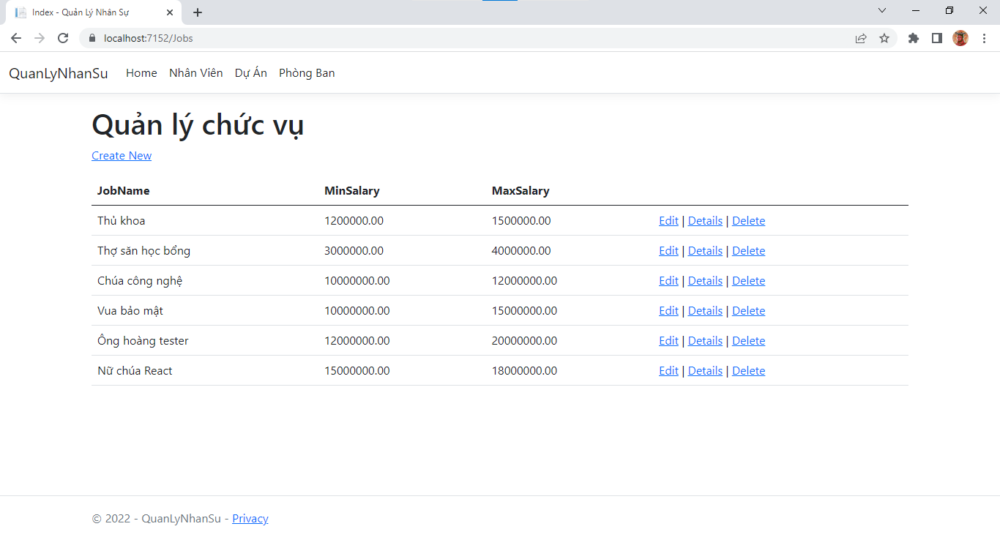 Index - Quản Lý Nhân Sự
localhost:7152/Jobs
QuanLyNhanSu Home Nhân Viên Dự Án Phòng Ban
Quản lý chức vụ
Create New
JobName MinSalary MaxSalary
Thủ khoa 1200000.00 1500000.00 Edit | Details | Delete
Thợ săn học bổng 3000000.00 4000000.00 Edit | Details | Delete
Chúa công nghệ 10000000.00 12000000.00 Edit | Details | Delete
Vua bảo mật 10000000.00 15000000.00 Edit | Details | Delete
Ông hoàng tester 12000000.00 20000000.00 Edit | Details | Delete
Nữ chúa React 15000000.00 18000000.00 Edit | Details | Delete
© 2022 - QuanLyNhanSu - Privacy